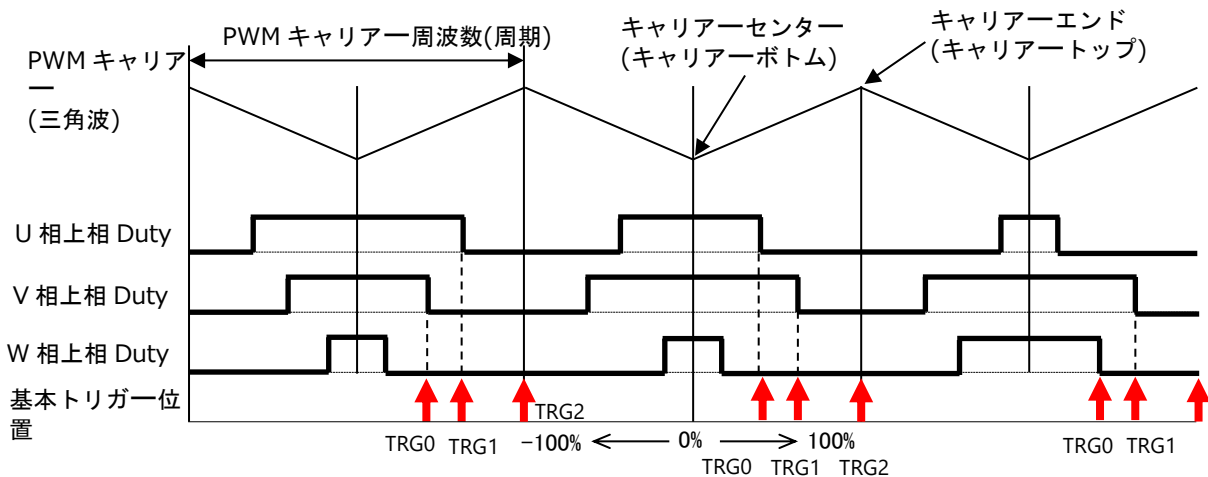 PWM キャリアー周波数(周期)
キャリアーセンター
(キャリアーボトム)
キャリアーエンド
(キャリアートップ)
PWM キャリア
ー
(三角波)
U 相上相 Duty
V 相上相 Duty
W 相上相 Duty
基本トリガー位
置
TRG0
TRG1
TRG2
-100%
0%
100%
TRG0
TRG1
TRG2
TRG0
TRG1